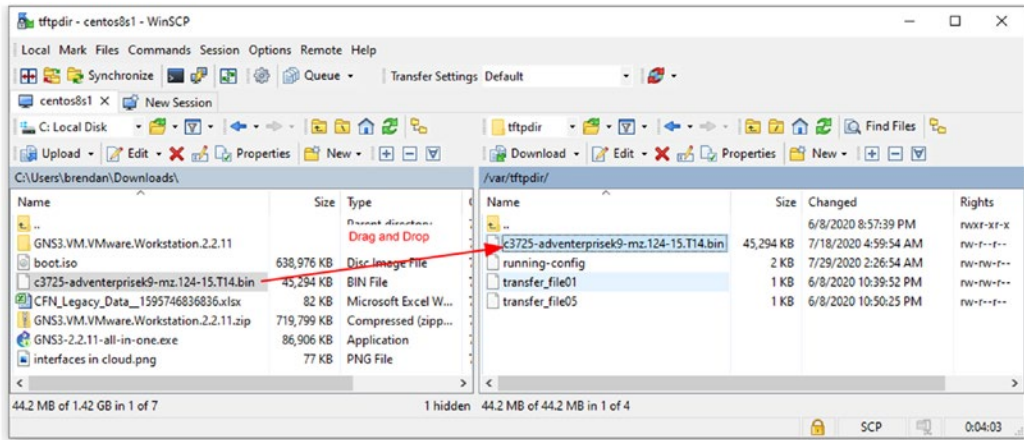 tftpdir - centos8s1 - WinSCP
Local Mark Files Commands Session Options Remote Help
Synchronize Queue Transfer Settings Default
centos8s1 New Session
C: Local Disk tftpdir Find Files
Upload Edit Properties New Download Edit Properties New
C:\Users\brendan\Downloads\ /var/tftpdir/
Name Size Type Name Size Changed Rights
.. Parent directory .. 6/8/2020 8:57:39 PM rwxr-xr-x
Drag and Drop
GNS3.VM.VMware.Workstation.2.2.11 c3725-adventerprisek9-mz.124-15.T14.bin 45,294 KB 7/18/2020 4:59:54 AM rw-r--r--
boot.iso 638,976 KB Disc Image File running-config 2 KB 7/29/2020 2:26:54 AM rw-rw-r--
c3725-adventerprisek9-mz.124-15.T14.bin 45,294 KB BIN File transfer_file01 1 KB 6/8/2020 10:39:52 PM rw-rw-r--
CFN_Legacy_Data__1595746836836.xlsx 82 KB Microsoft Excel W... transfer_file05 1 KB 6/8/2020 10:50:25 PM rw-r--r--
GNS3.VM.VMware.Workstation.2.2.11.zip 719,799 KB Compressed (zipp...
GNS3-2.2.11-all-in-one.exe 86,906 KB Application
interfaces in cloud.png 77 KB PNG File
44.2 MB of 1.42 GB in 1 of 7 1 hidden 44.2 MB of 44.2 MB in 1 of 4
SCP 0:04:03